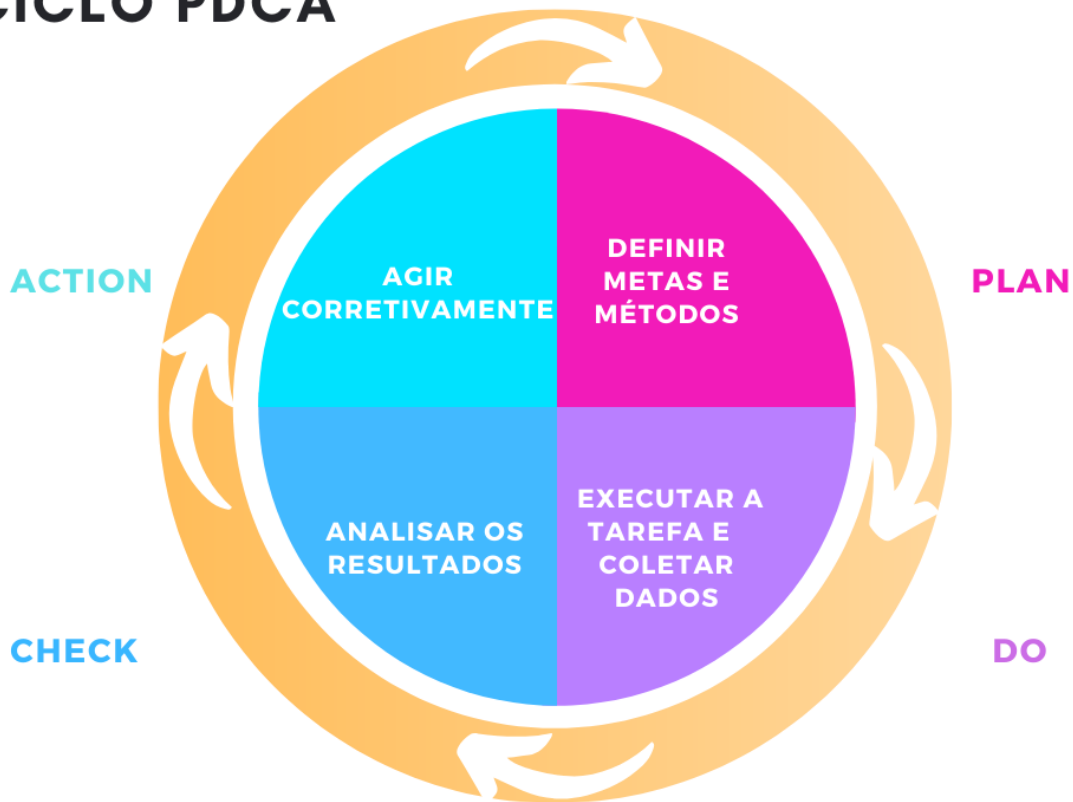 CICLO PDCA
ACTION
AGIR
CORRETIVAMENTE
DEFINIR
METAS E
MÉTODOS
PLAN
ANALISAR OS
RESULTADOS
EXECUTAR A
TAREFA E
COLETAR
DADOS
CHECK
DO